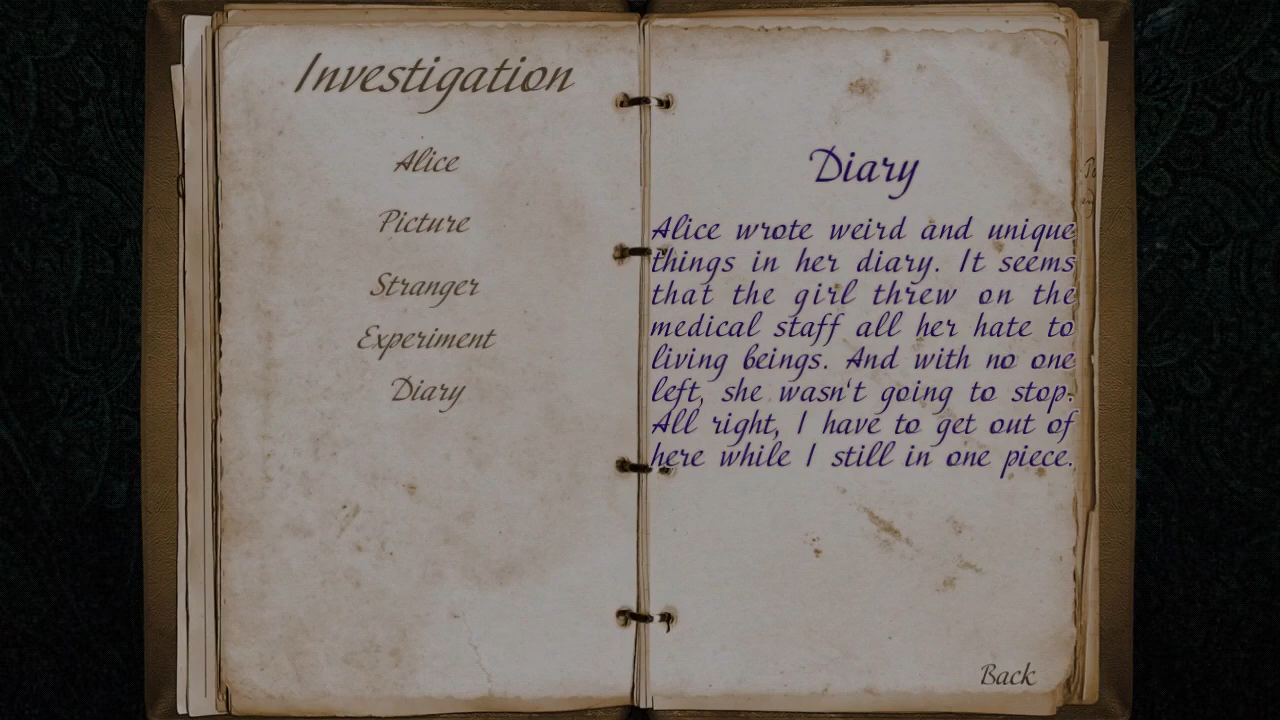 Investigation
Alice
Picture
Stranger
Experiment
Diary
Diary
Alice wrote weird and unique
things in her diary. It seems
that the girl threw on the
medical staff all her hate to
living beings. And with no one
left, she wasn't going to stop.
All right, I have to get out of
here while I still in one piece.
Back